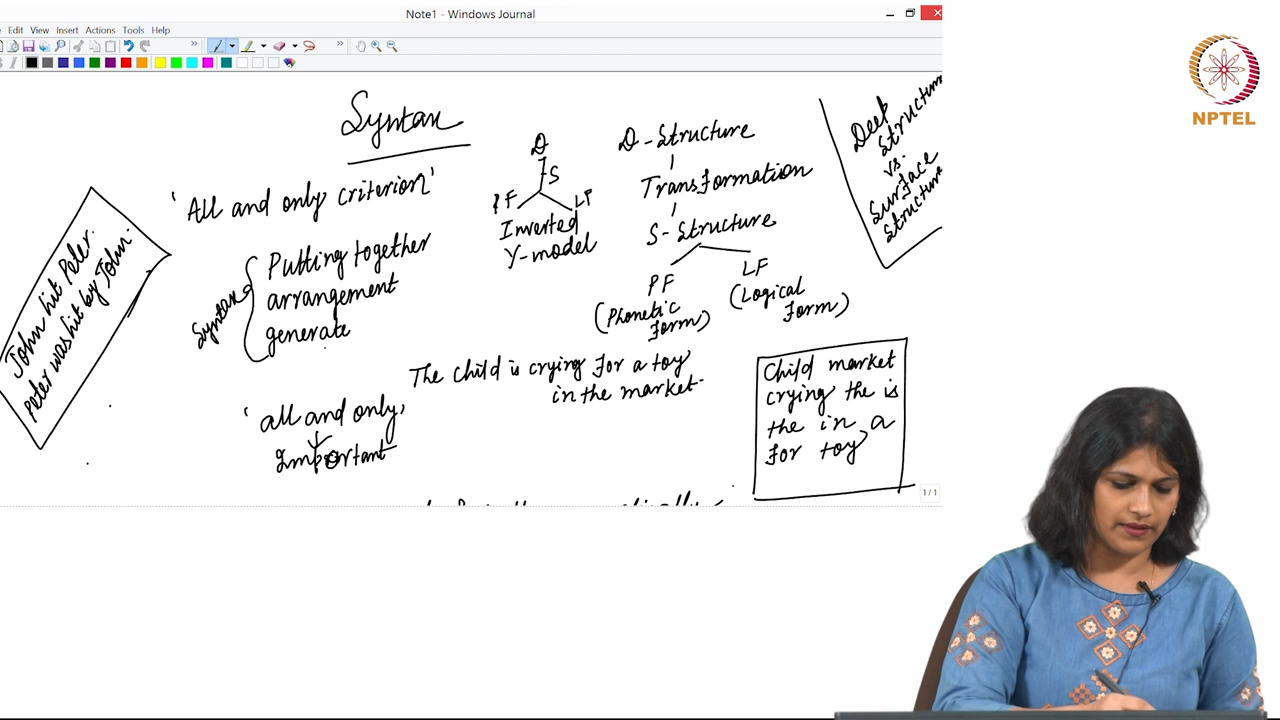 Note1 - Windows Journal
Edit View Insert Actions Tools Help
NPTEL
Syntax
'All and only criterion'
Syntax
Putting together
arrangement
generate
John hit Peter.
Peter was hit by John.
D
S
PF LF
Inverted
Y-model
D-Structure
Transformation
S-Structure
PF
(Phonetic
Form)
LF
(Logical
Form)
Deep
Structure
vs.
Surface
Structure
The child is crying for a toy
in the market.
'all and only,
Important
Child market
crying the is
the in a
for toy
1/1